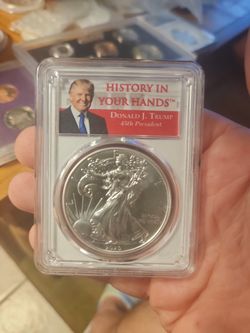 HISTORY IN
YOUR HANDS™
DONALD J. TRUMP
45th President